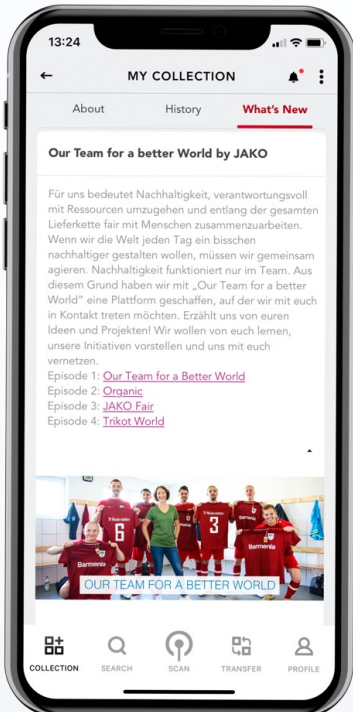 13:24
MY COLLECTION
About History What's New
Our Team for a better World by JAKO
Für uns bedeutet Nachhaltigkeit, verantwortungsvoll
mit Ressourcen umzugehen und entlang der gesamten
Lieferkette fair mit Menschen zusammenzuarbeiten.
Wenn wir die Welt jeden Tag ein bisschen
nachhaltiger gestalten wollen, müssen wir gemeinsam
agieren. Nachhaltigkeit funktioniert nur im Team. Aus
diesem Grund haben wir mit „Our Team for a better
World" eine Plattform geschaffen, auf der wir mit euch
in Kontakt treten möchten. Erzählt uns von euren
Ideen und Projekten! Wir wollen von euch lernen,
unsere Initiativen vorstellen und uns mit euch
vernetzen.
Episode 1: Our Team for a Better World
Episode 2: Organic
Episode 3: JAKO Fair
Episode 4: Trikot World
6
3
Barmenia
Barmenia
Barmenia
OUR TEAM FOR A BETTER WORLD
COLLECTION SEARCH SCAN TRANSFER PROFILE